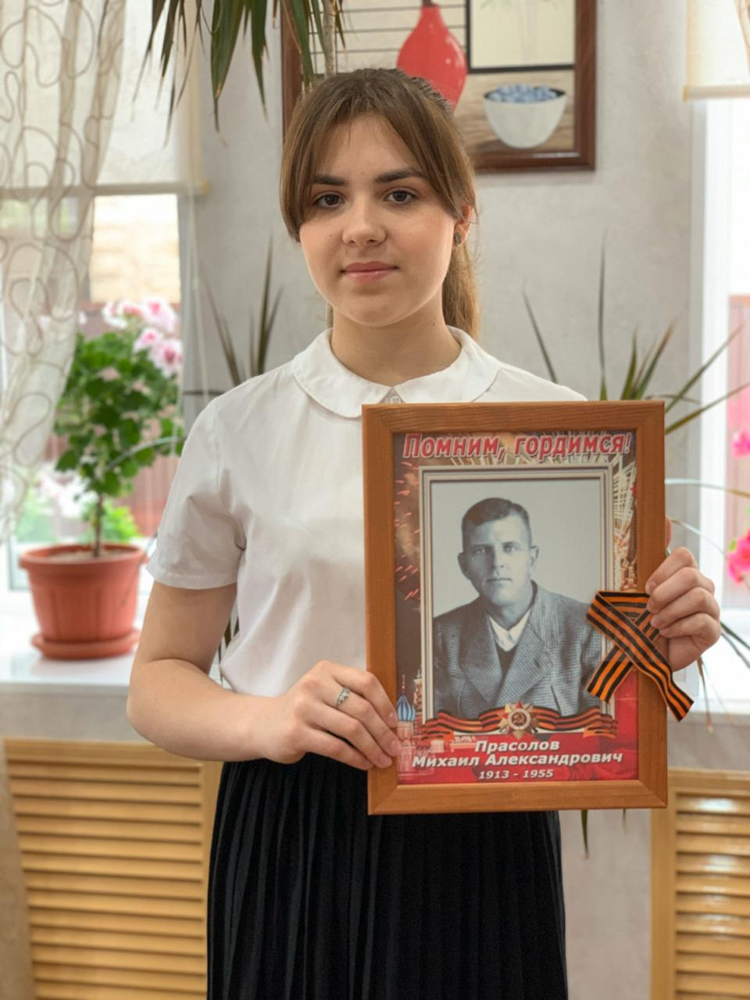 Помним, гордимся!
Прасолов
Михаил Александрович
1913 - 1955